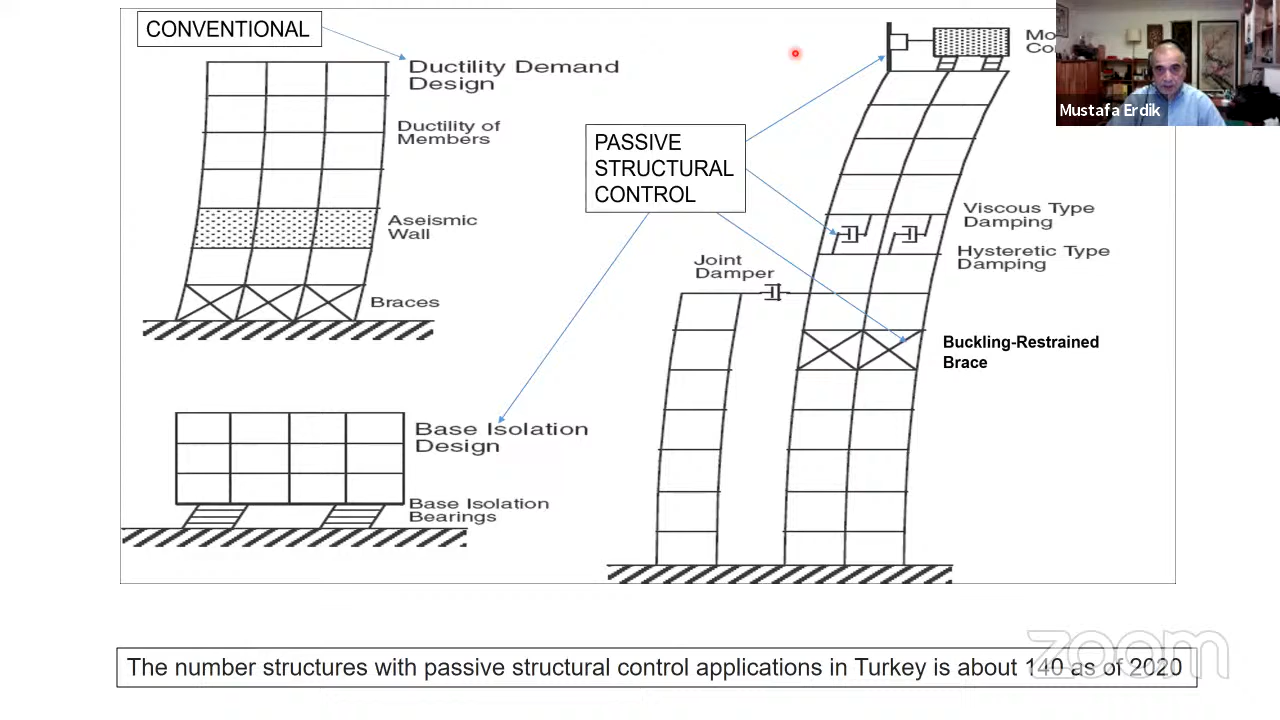 CONVENTIONAL
Ductility Demand
Design
Ductility of
Members
Aseismic
Wall
Braces
PASSIVE
STRUCTURAL
CONTROL
Base Isolation
Design
Base Isolation
Bearings
Joint
Damper
Viscous Type
Damping
Hysteretic Type
Damping
Buckling-Restrained
Brace
Mustafa Erdik
The number structures with passive structural control applications in Turkey is about 140 as of 2020
zoom